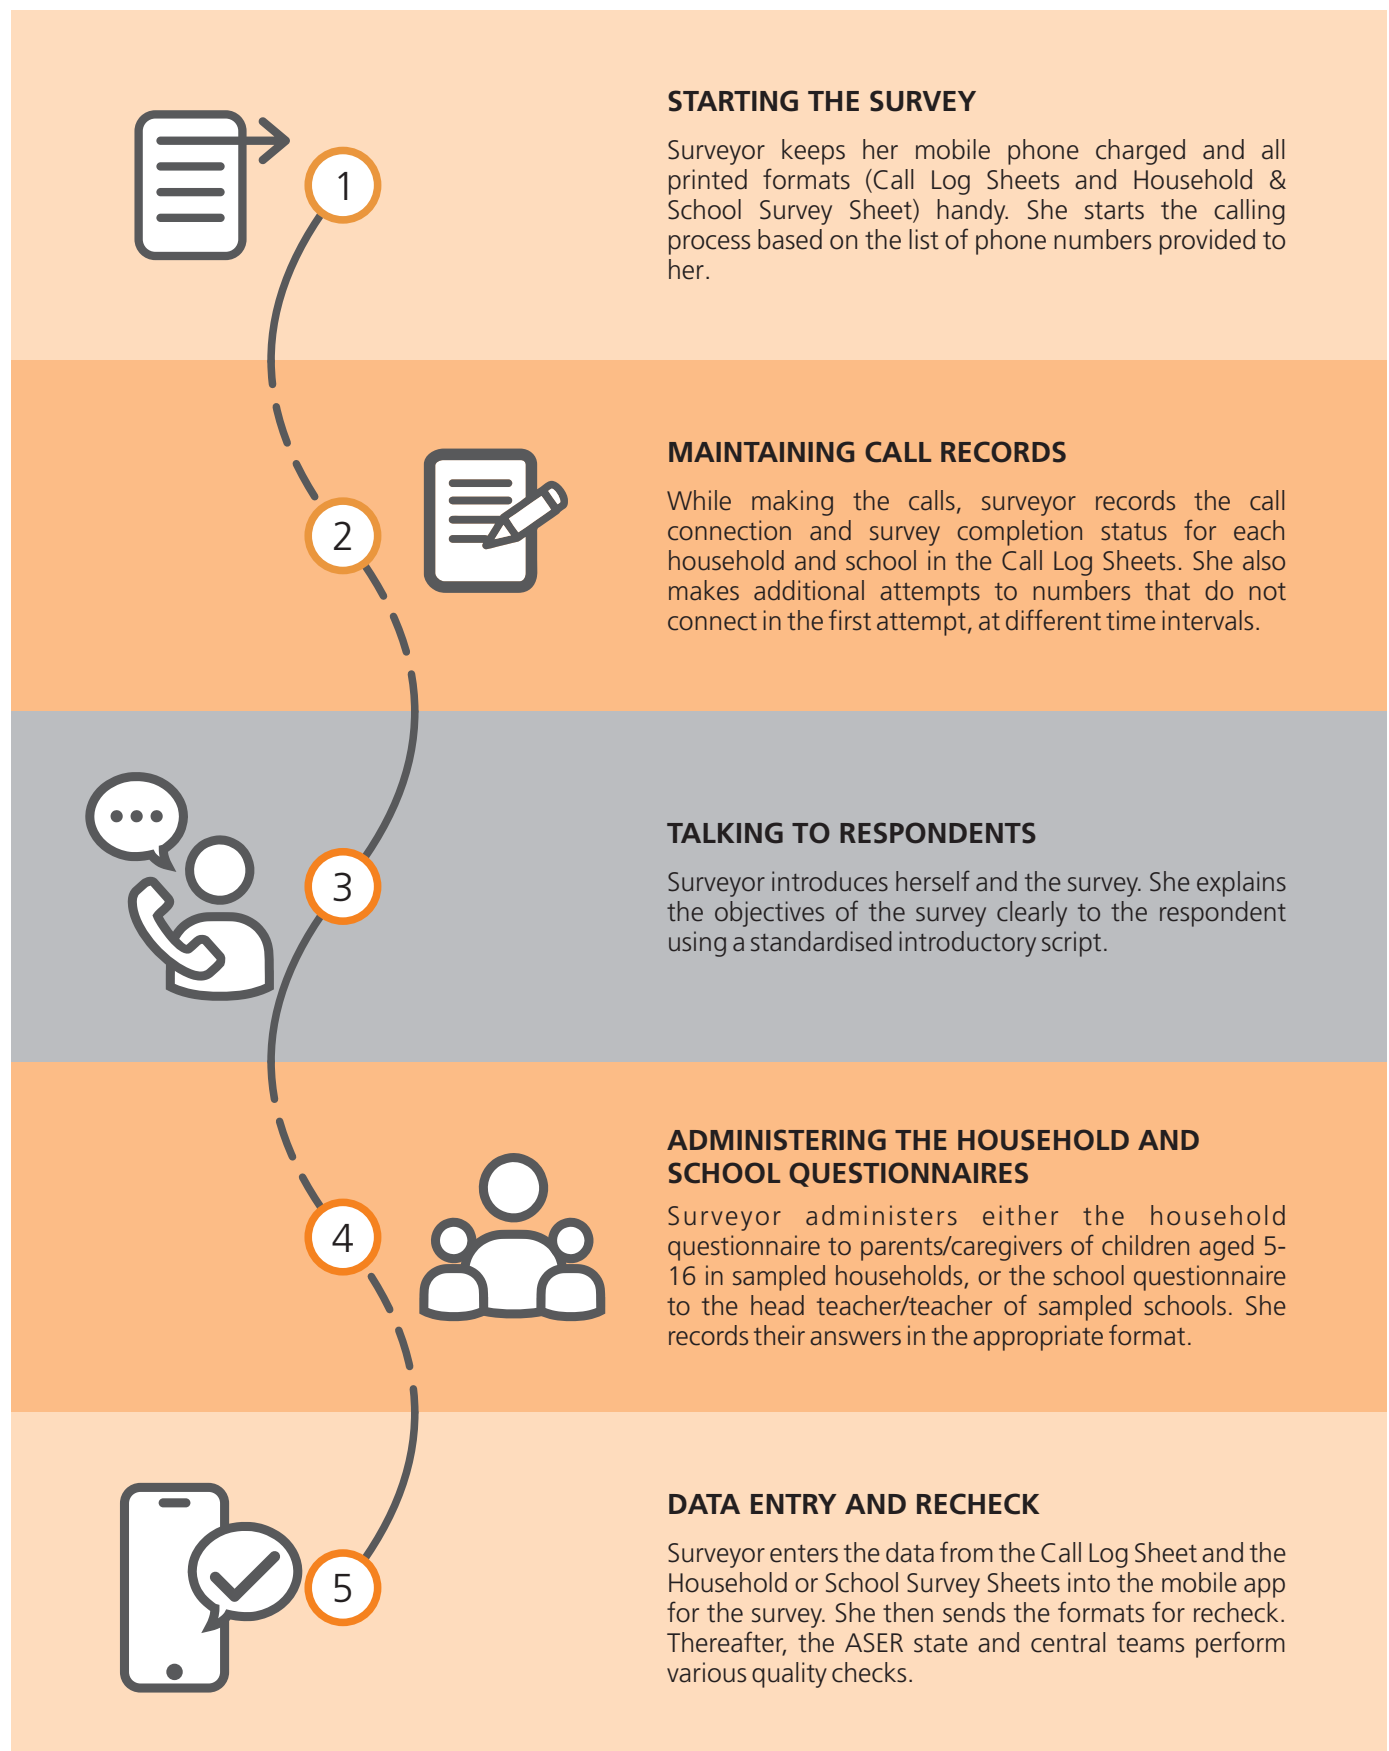 STARTING THE SURVEY
1
Surveyor keeps her mobile phone charged and all
printed formats (Call Log Sheets and Household &
School Survey Sheet) handy. She starts the calling
process based on the list of phone numbers provided to
her.
MAINTAINING CALL RECORDS
2
While making the calls, surveyor records the call
connection and survey completion status for each
household and school in the Call Log Sheets. She also
makes additional attempts to numbers that do not
connect in the first attempt, at different time intervals.
TALKING TO RESPONDENTS
3
Surveyor introduces herself and the survey. She explains
the objectives of the survey clearly to the respondent
using a standardised introductory script.
ADMINISTERING THE HOUSEHOLD AND
SCHOOL QUESTIONNAIRES
4
Surveyor administers either the household
questionnaire to parents/caregivers of children aged 5-
16 in sampled households, or the school questionnaire
to the head teacher/teacher of sampled schools. She
records their answers in the appropriate format.
DATA ENTRY AND RECHECK
5
Surveyor enters the data from the Call Log Sheet and the
Household or School Survey Sheets into the mobile app
for the survey. She then sends the formats for recheck.
Thereafter, the ASER state and central teams perform
various quality checks.